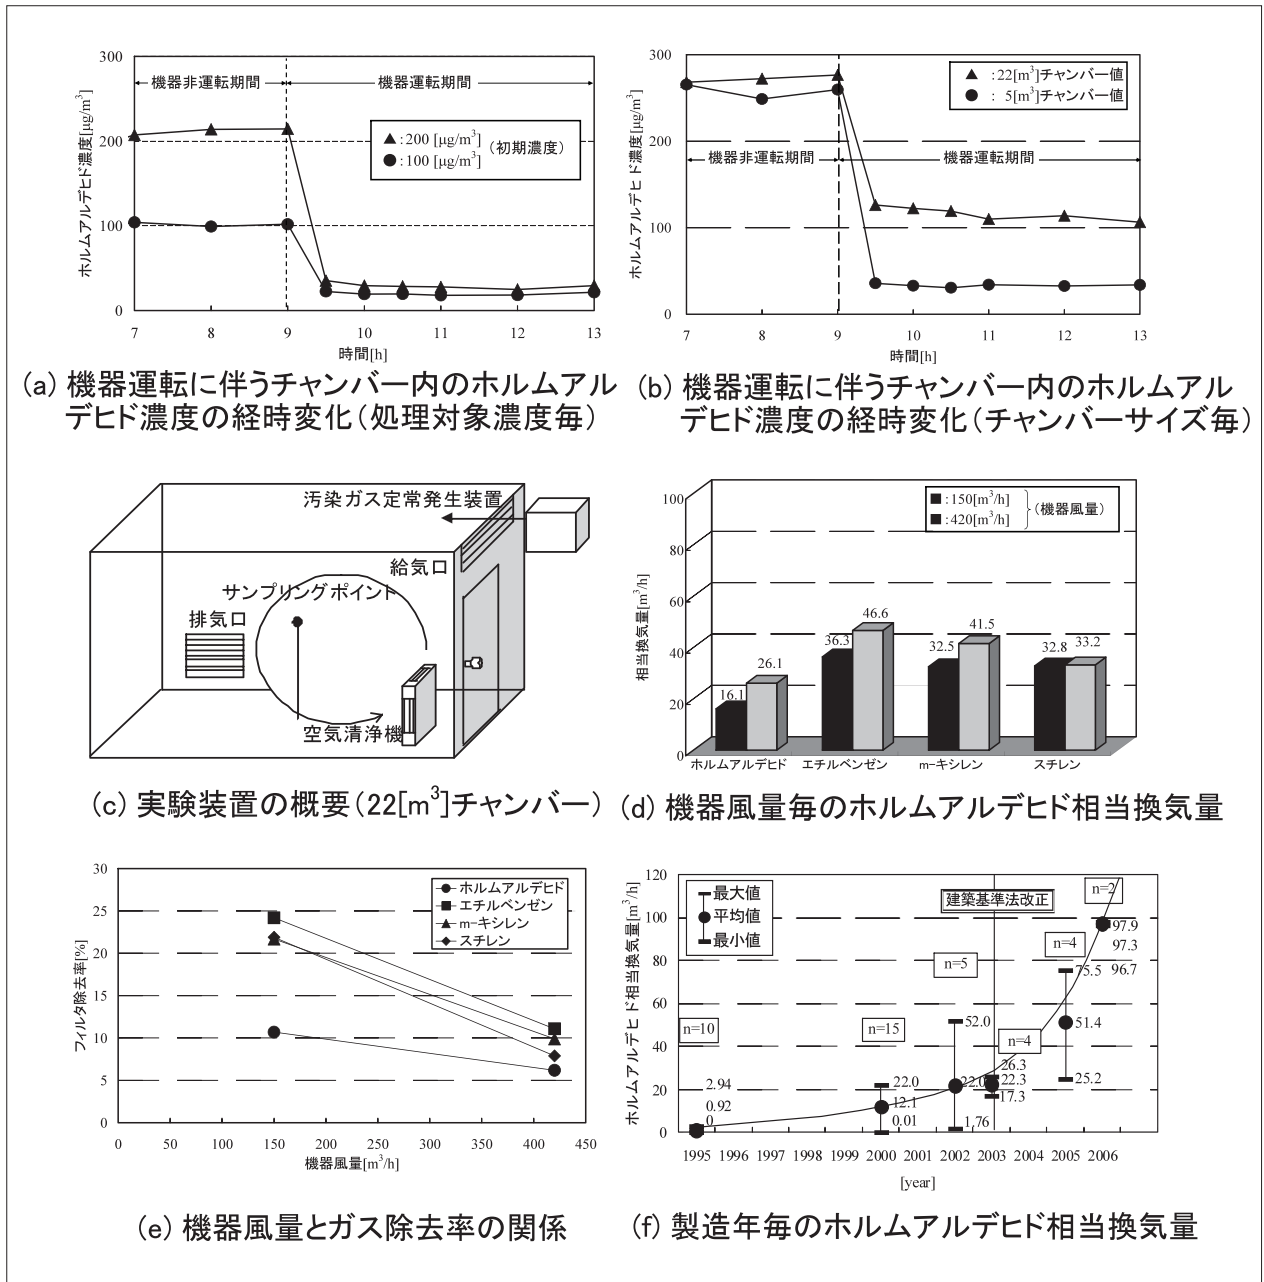 300
200
100
0
ホルムアルデヒド濃度[μg/m³]
機器非運転期間
機器運転期間
▲:200 [μg/m³]
●:100 [μg/m³]
(初期濃度)
7 8 9 10 11 12 13
時間[h]
(a) 機器運転に伴うチャンバー内のホルムアル
デヒド濃度の経時変化(処理対象濃度毎)
300
200
100
0
ホルムアルデヒド濃度[μg/m³]
▲ :22[m³]チャンバー値
● : 5[m³]チャンバー値
機器非運転期間
機器運転期間
7 8 9 10 11 12 13
時間[h]
(b) 機器運転に伴うチャンバー内のホルムアル
デヒド濃度の経時変化(チャンバーサイズ毎)
汚染ガス定常発生装置
給気口
サンプリングポイント
排気口
空気清浄機
(c) 実験装置の概要(22[m³]チャンバー)
100
80
60
40
20
0
相当換気量[m³/h]
■:150[m³/h]
■:420[m³/h]
(機器風量)
16.1 26.1 36.3 46.6 32.5 41.5 32.8 33.2
ホルムアルデヒド エチルベンゼン m-キシレン スチレン
(d) 機器風量毎のホルムアルデヒド相当換気量
30
25
20
15
10
5
0
フィルタ除去率[%]
ホルムアルデヒド
エチルベンゼン
m-キシレン
スチレン
0 50 100 150 200 250 300 350 400 450
機器風量[m³/h]
(e) 機器風量とガス除去率の関係
120
100
80
60
40
20
0
ホルムアルデヒド相当換気量[m³/h]
最大値
平均値
最小値
建築基準法改正
n=10
2.94
0.92
0
n=15
22.0
12.1
0.01
n=5
52.0
22.0
1.76
n=4
26.3
22.3
17.3
n=4
75.5
51.4
25.2
n=2
97.9
97.3
96.7
1995 1996 1997 1998 1999 2000 2001 2002 2003 2004 2005 2006
[year]
(f) 製造年毎のホルムアルデヒド相当換気量